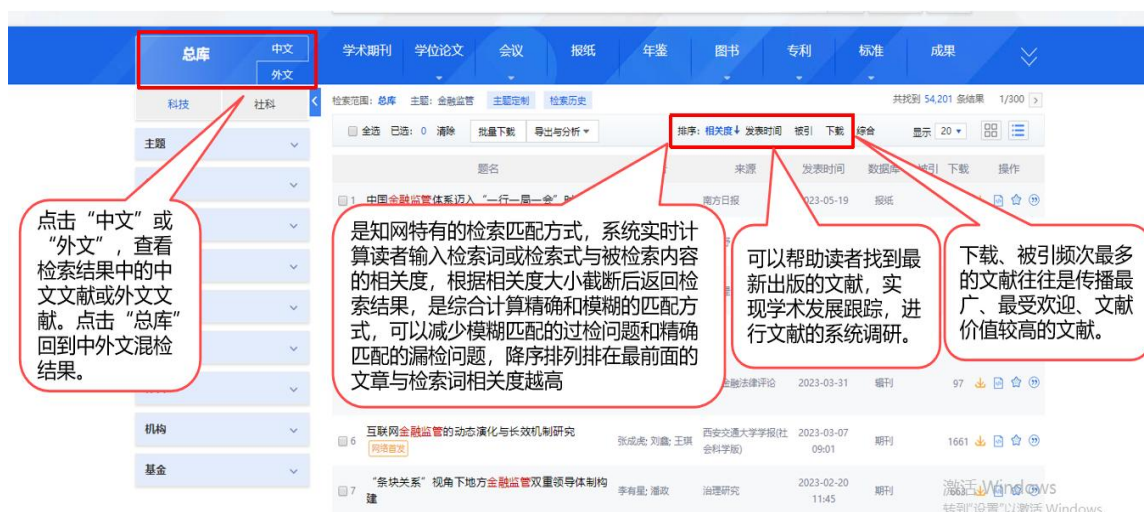 总库
中文
外文
学术期刊 学位论文 会议 报纸 年鉴 图书 专利 标准 成果
科技 社科
检索范围：总库 主题：金融监管 主题定制 检索历史
共找到 54,201 条结果 1/300
全选 已选：0 清除 批量下载 导出与分析
排序：相关度↓ 发表时间 被引 下载 综合 显示 20
主题
题名 来源 发表时间 数据库 被引 下载 操作
1 中国金融监管体系迈入“一行一局一会”
南方日报 2023-05-19 报纸
点击“中文”或
“外文”，查看
检索结果中的中
文文献或外文文
献。点击“总库”
回到中外文混检
结果。
是知网特有的检索匹配方式，系统实时计
算读者输入检索词或检索式与被检索内容
的相关度，根据相关度大小截断后返回检
索结果，是综合计算精确和模糊的匹配方
式，可以减少模糊匹配的过检问题和精确
匹配的漏检问题，降序排列排在最前面的
文章与检索词相关度越高
可以帮助读者找到最
新出版的文献，实
现学术发展跟踪，进
行文献的系统调研。
下载、被引频次最多
的文献往往是传播最
广、最受欢迎、文献
价值较高的文献。
金融法律评论 2023-03-31 辑刊 97
机构
基金
6 互联网金融监管的动态演化与长效机制研究
网络首发
张成虎; 刘鑫; 王琪
西安交通大学学报(社
会科学版)
2023-03-07
09:01
期刊 1661
7 “条块关系”视角下地方金融监管双重领导体制构
建
李有星; 潘政 治理研究
2023-02-20
11:45
期刊
激活 Windows
转到"设置"以激活 Windows